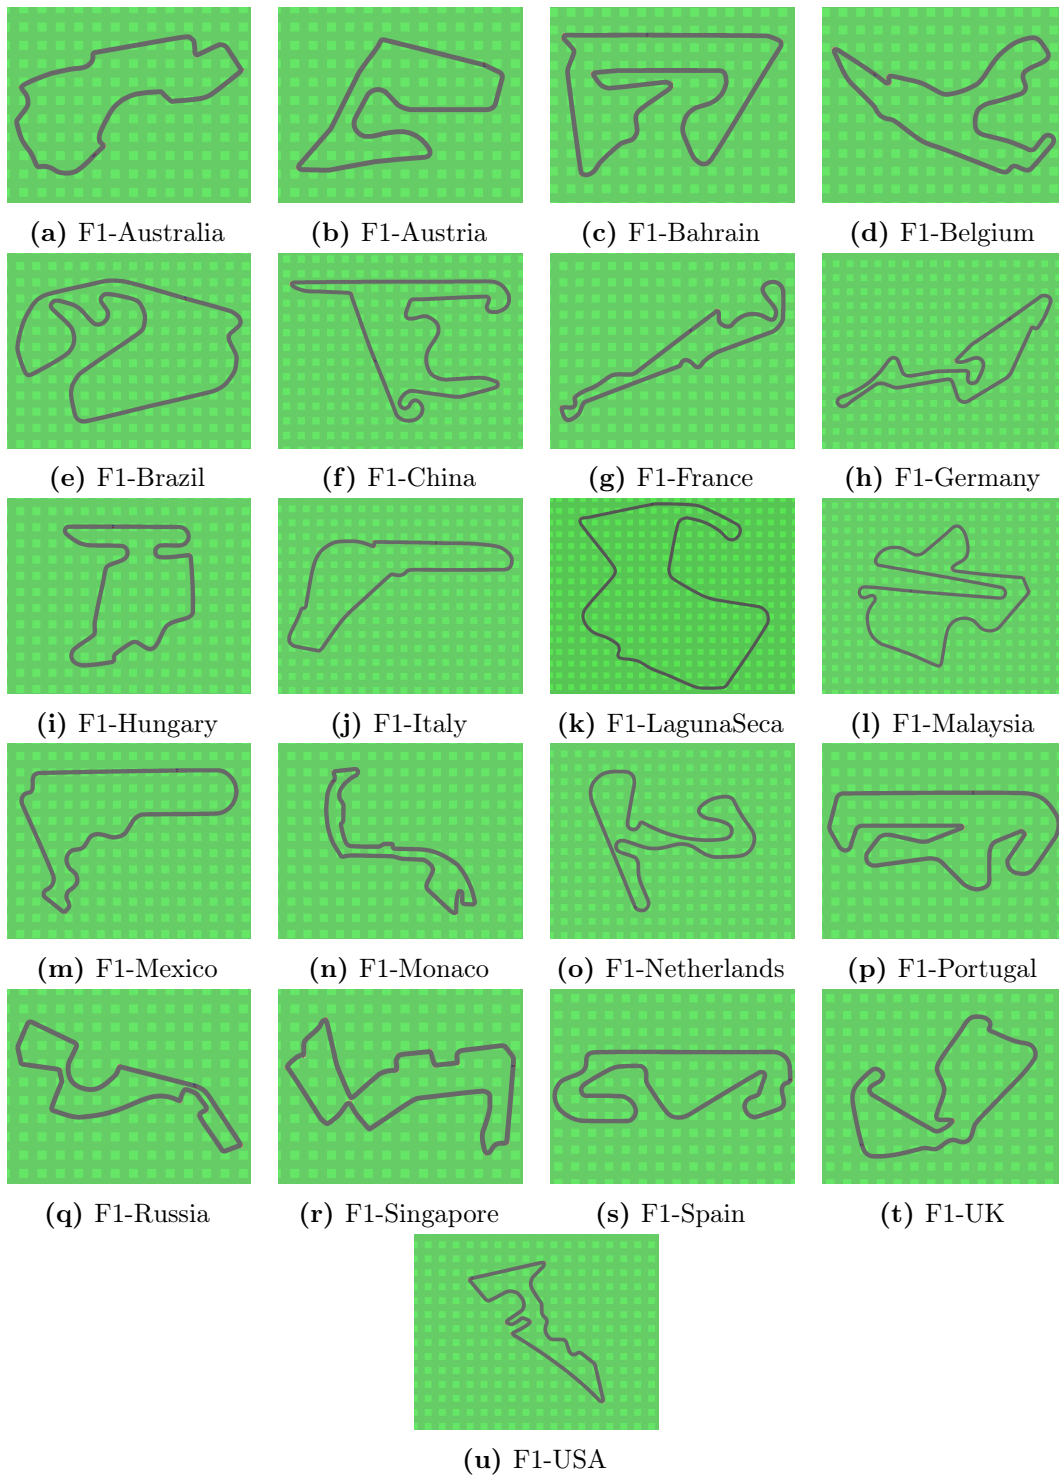 (a) F1-Australia
(b) F1-Austria
(c) F1-Bahrain
(d) F1-Belgium
(e) F1-Brazil
(f) F1-China
(g) F1-France
(h) F1-Germany
(i) F1-Hungary
(j) F1-Italy
(k) F1-LagunaSeca
(l) F1-Malaysia
(m) F1-Mexico
(n) F1-Monaco
(o) F1-Netherlands
(p) F1-Portugal
(q) F1-Russia
(r) F1-Singapore
(s) F1-Spain
(t) F1-UK
(u) F1-USA